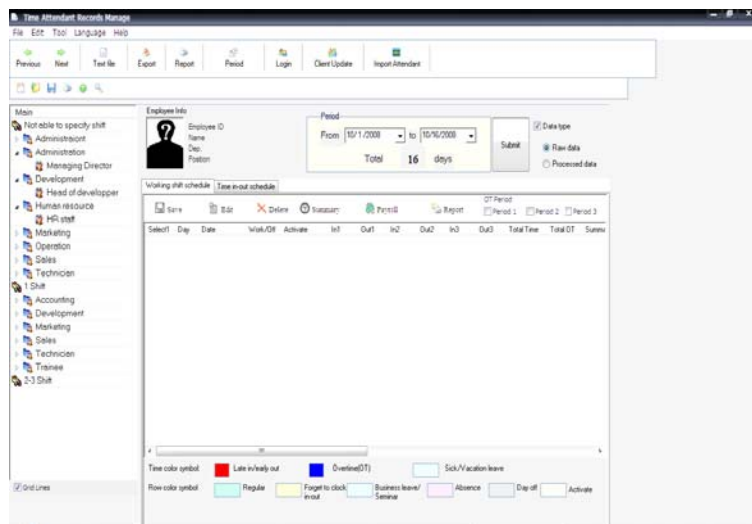 Time Attendant Records Manage
File Edit Tool Language Help
Previous Next Text file Export Report Period Login Client Update Import Attendant
Main
Not able to specify shift
Administraiont
Administration
Managing Director
Development
Head of developper
Human resource
HR staff
Marketing
Operation
Sales
Technician
1 Shift
Accounting
Development
Marketing
Sales
Technician
Trainee
2-3 Shift
Grid Lines
Employee Info
Employee ID
Name
Dep.
Position
Period
From 10/1/2008 to 10/16/2008
Total 16 days
Submit
Data type
Raw data
Processed data
Working shift schedule Time in-out schedule
Save Edit Delete Summary Payroll Report
OT Period
Period 1 Period 2 Period 3
Select1 Day Date Work/Off Activate In1 Out1 In2 Out2 In3 Out3 Total Time Total OT Summa
Time color symbol: Late in/early out Overtime(OT) Sick/Vacation leave
Row color symbol: Regular Forget to clock in out Business leave/ Seminar Absence Day off Activate